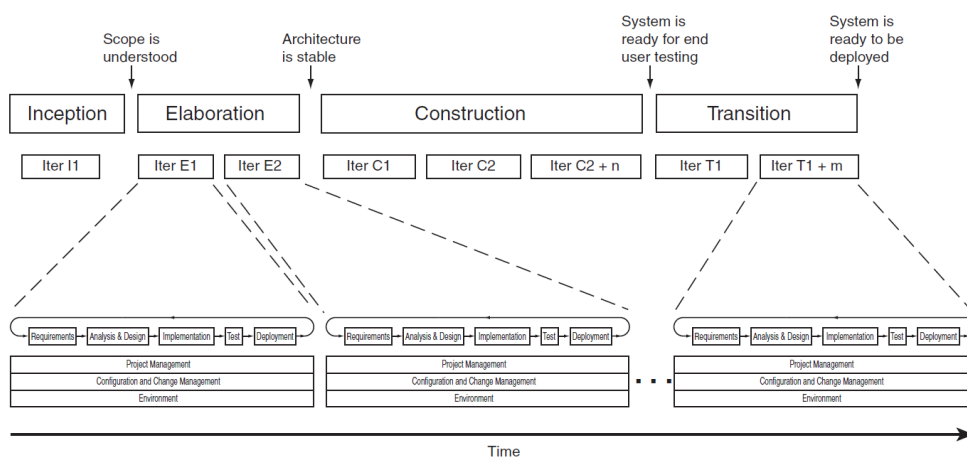 Scope is
understood
Architecture
is stable
System is
ready for end
user testing
System is
ready to be
deployed
Inception
Elaboration
Construction
Transition
Iter I1
Iter E1
Iter E2
Iter C1
Iter C2
Iter C2 + n
Iter T1
Iter T1 + m
Requirements
Analysis & Design
Implementation
Test
Deployment
Project Management
Configuration and Change Management
Environment
Requirements
Analysis & Design
Implementation
Test
Deployment
Project Management
Configuration and Change Management
Environment
. . .
Requirements
Analysis & Design
Implementation
Test
Deployment
Project Management
Configuration and Change Management
Environment
Time